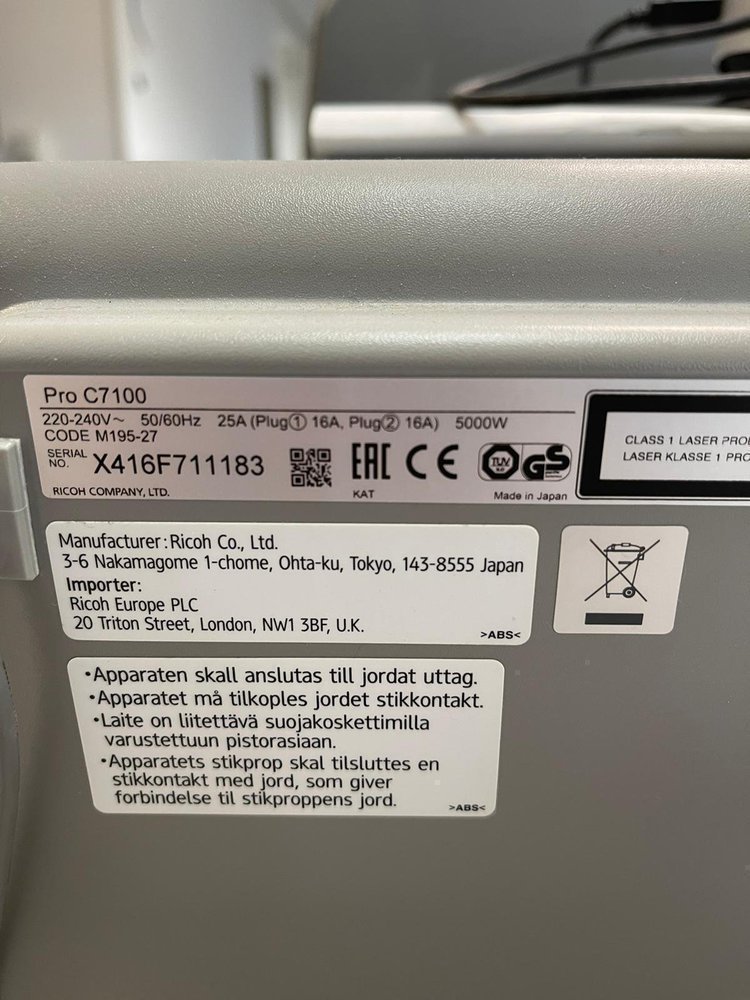 Pro C7100
220-240V~ 50/60Hz 25A (Plug① 16A, Plug② 16A) 5000W
CODE M195-27
SERIAL NO. X416F711183
EAC CE TÜV GS
RICOH COMPANY, LTD.
KAT
Made in Japan
CLASS 1 LASER
LASER KLASSE 1
Manufacturer: Ricoh Co., Ltd.
3-6 Nakamagome 1-chome, Ohta-ku, Tokyo, 143-8555 Japan
Importer:
Ricoh Europe PLC
20 Triton Street, London, NW1 3BF, U.K.
>ABS<
•Apparaten skall anslutas till jordat uttag.
•Apparatet må tilkoples jordet stikkontakt.
•Laite on liitettävä suojakoskettimilla
varustettuun pistorasiaan.
•Apparatets stikprop skal tilsluttes en
stikkontakt med jord, som giver
forbindelse til stikproppens jord.
>ABS<